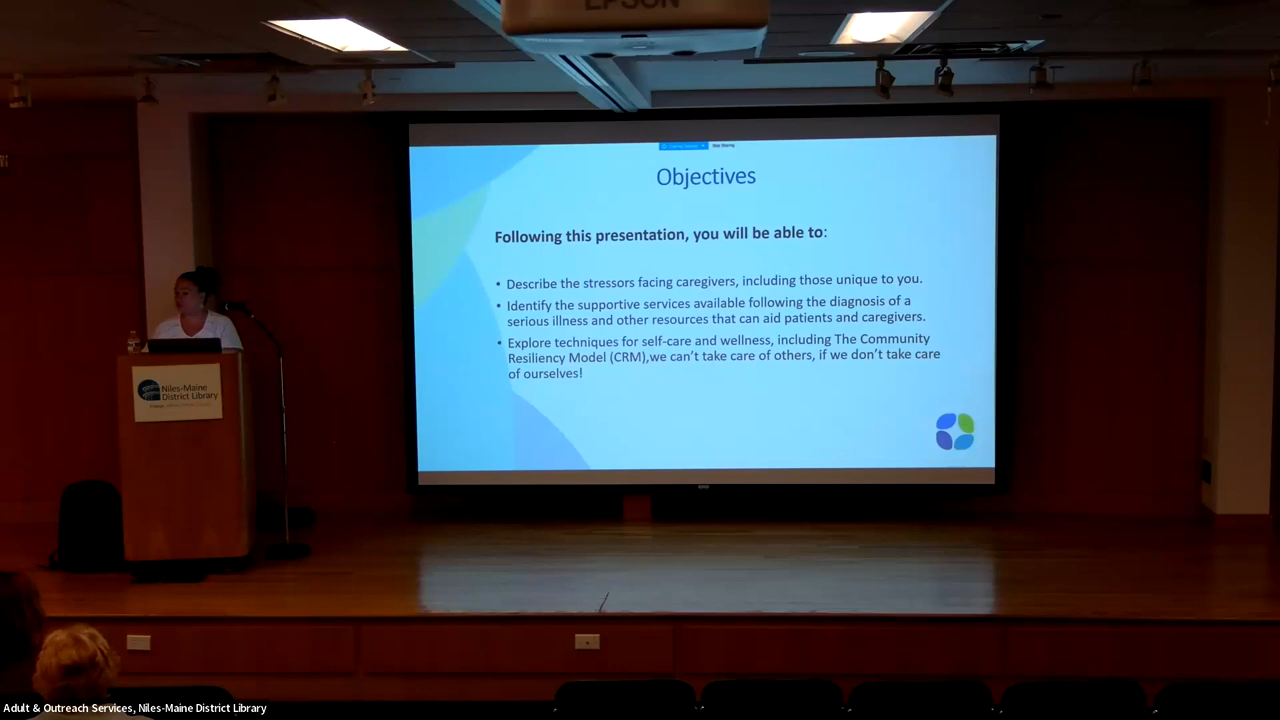 EPSON
Stop Sharing
Objectives
Following this presentation, you will be able to:
• Describe the stressors facing caregivers, including those unique to you.
• Identify the supportive services available following the diagnosis of a
serious illness and other resources that can aid patients and caregivers.
• Explore techniques for self-care and wellness, including The Community
Resiliency Model (CRM),we can't take care of others, if we don't take care
of ourselves!
Niles-Maine
District Library
Adult & Outreach Services, Niles-Maine District Library